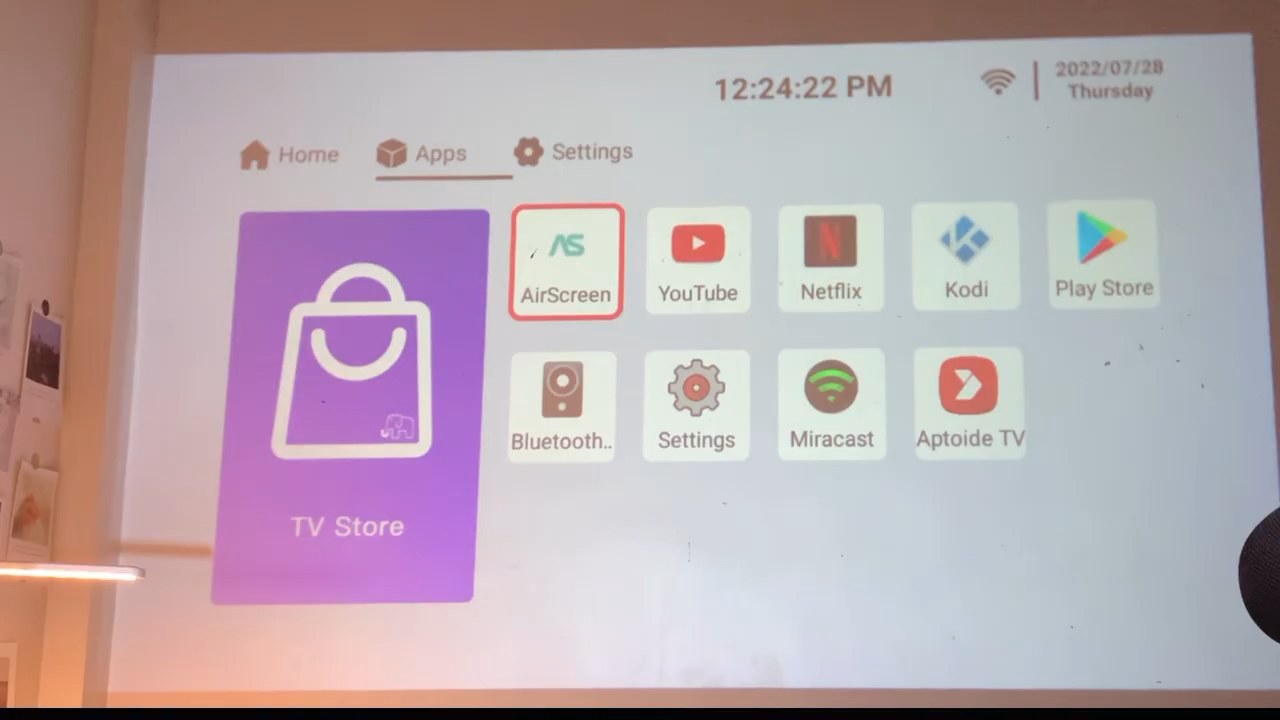 12:24:22 PM
2022/07/28
Thursday
Home
Apps
Settings
AS
AirScreen
YouTube
N
Netflix
Kodi
Play Store
TV Store
Bluetooth..
Settings
Miracast
Aptoide TV